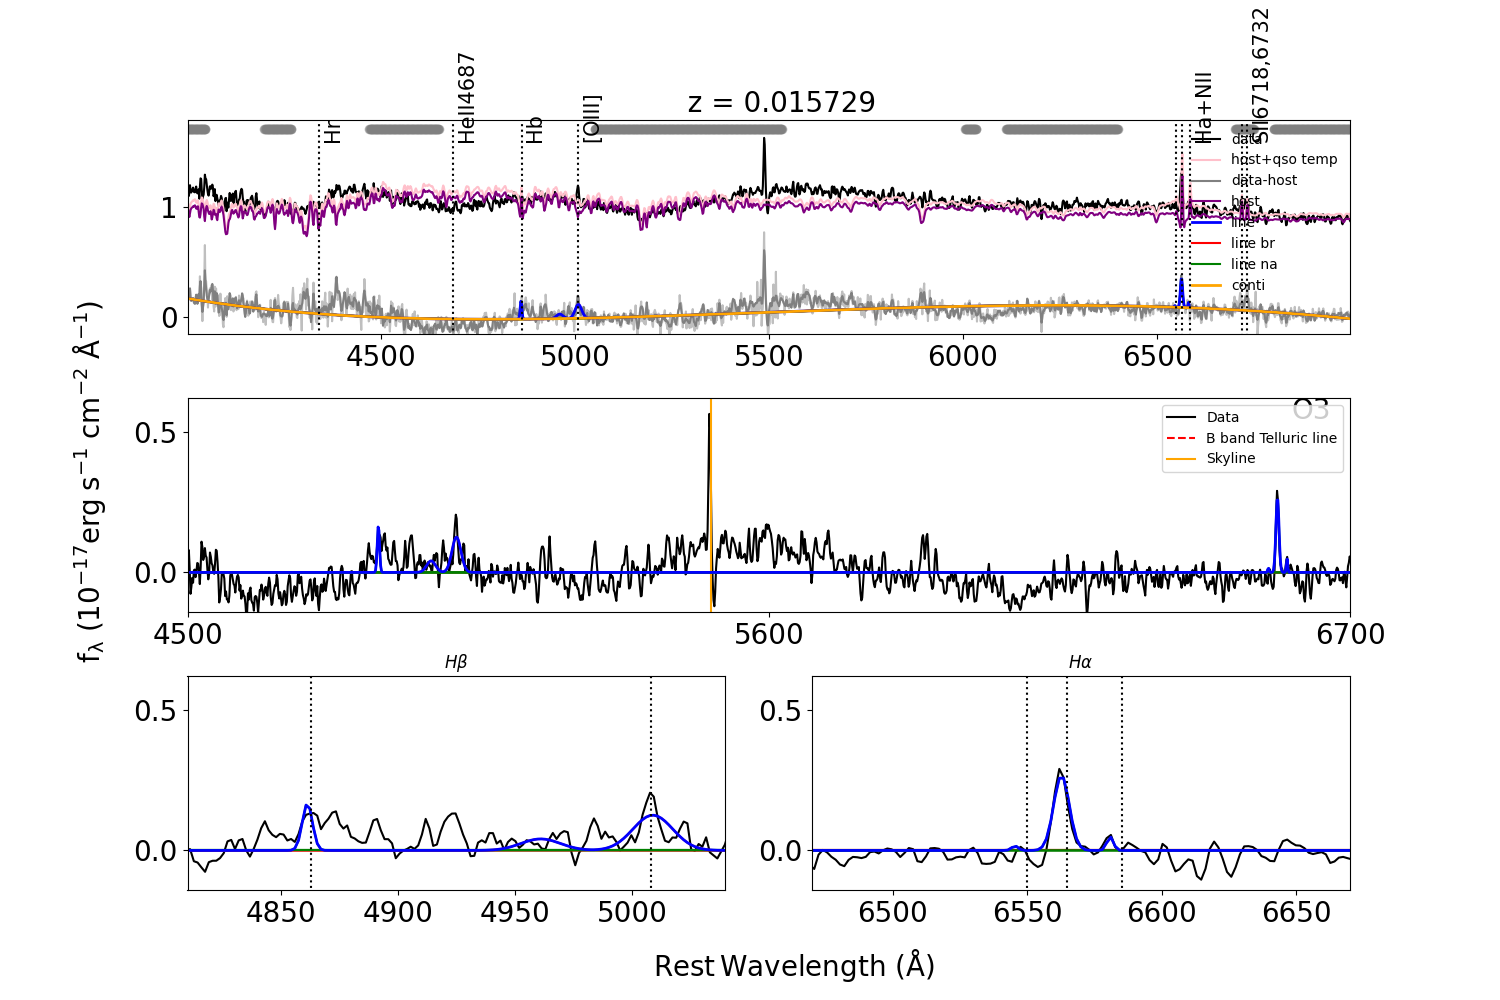 z = 0.015729
Hr
HeII4687
Hb
[OIII]
Ha+NII
SII6718,6732
data
host+qso temp
data-host
host
line
line br
line na
conti
1
0
4500
5000
5500
6000
6500
O3
Data
B band Telluric line
Skyline
0.5
0.0
4500
5600
6700
fλ (10⁻¹⁷erg s⁻¹ cm⁻² Å⁻¹)
Hβ
0.5
0.0
4850
4900
4950
5000
Hα
0.5
0.0
6500
6550
6600
6650
Rest Wavelength (Å)